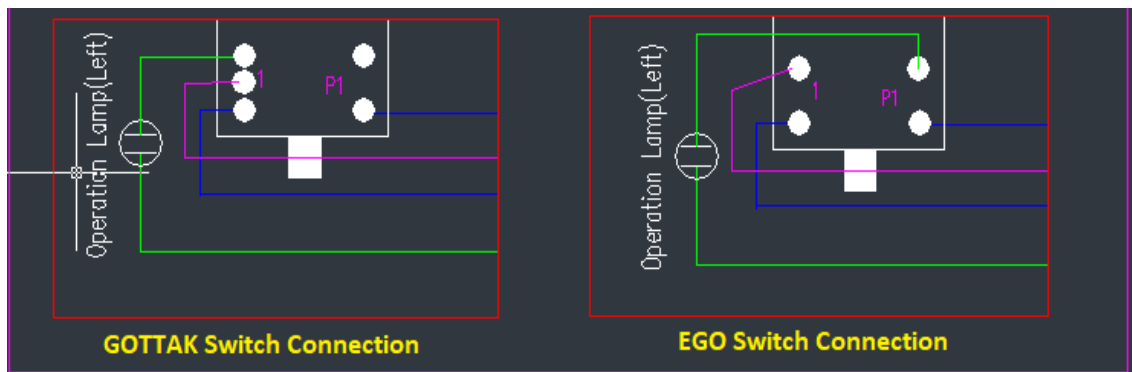 Operation Lamp(Left)
1
P1
GOTTAK Switch Connection
Operation Lamp(Left)
1
P1
EGO Switch Connection